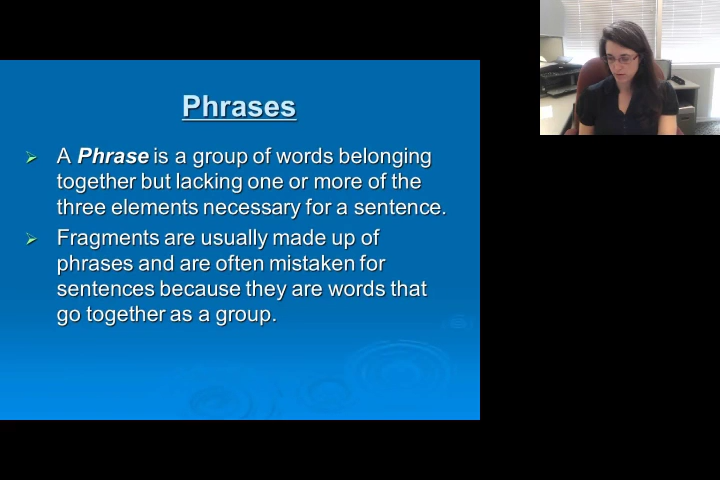 Phrases
A Phrase is a group of words belonging
together but lacking one or more of the
three elements necessary for a sentence.
Fragments are usually made up of
phrases and are often mistaken for
sentences because they are words that
go together as a group.